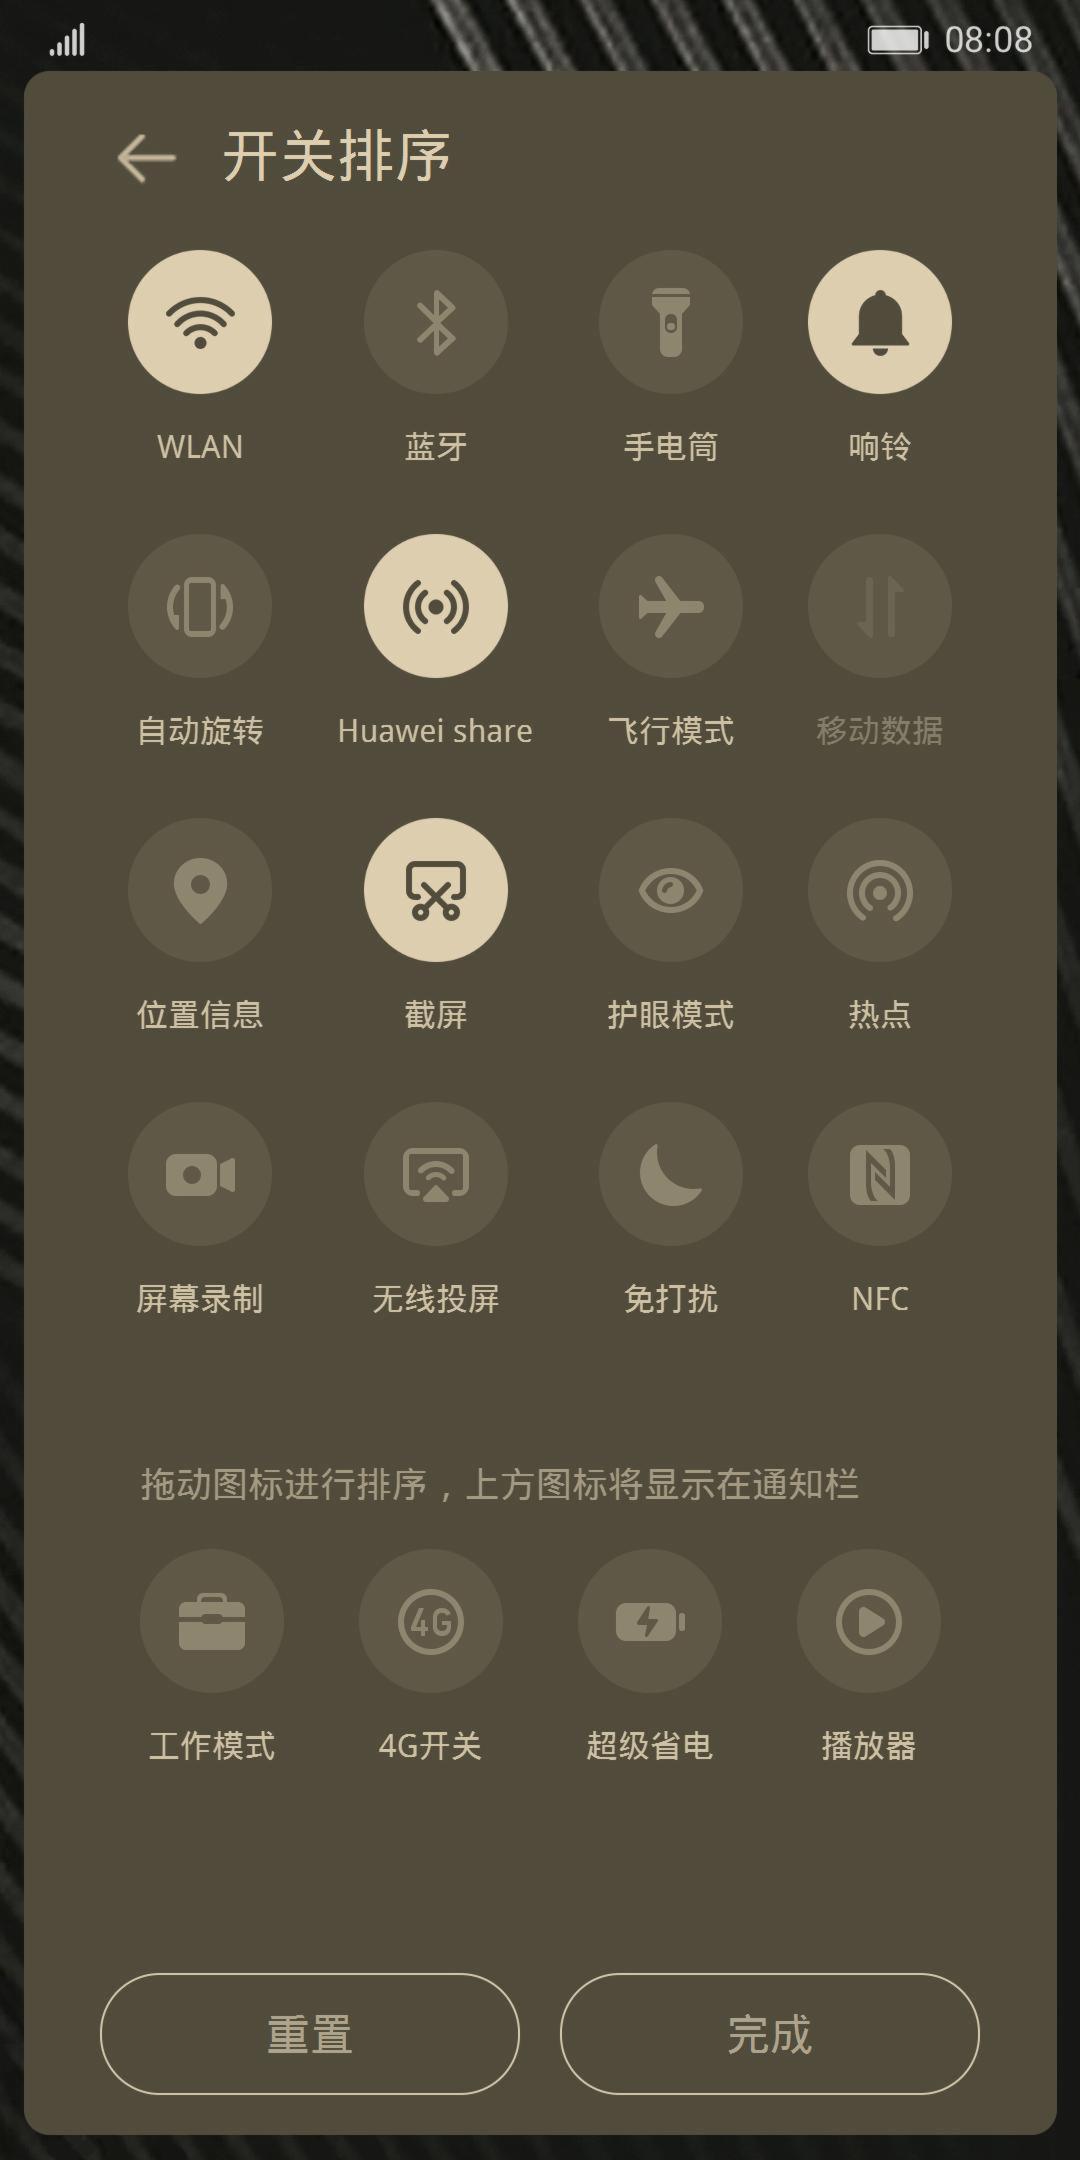 08:08
开关排序
WLAN
蓝牙
手电筒
响铃
自动旋转
Huawei share
飞行模式
移动数据
位置信息
截屏
护眼模式
热点
屏幕录制
无线投屏
免打扰
NFC
拖动图标进行排序，上方图标将显示在通知栏
4G
工作模式
4G开关
超级省电
播放器
重置
完成